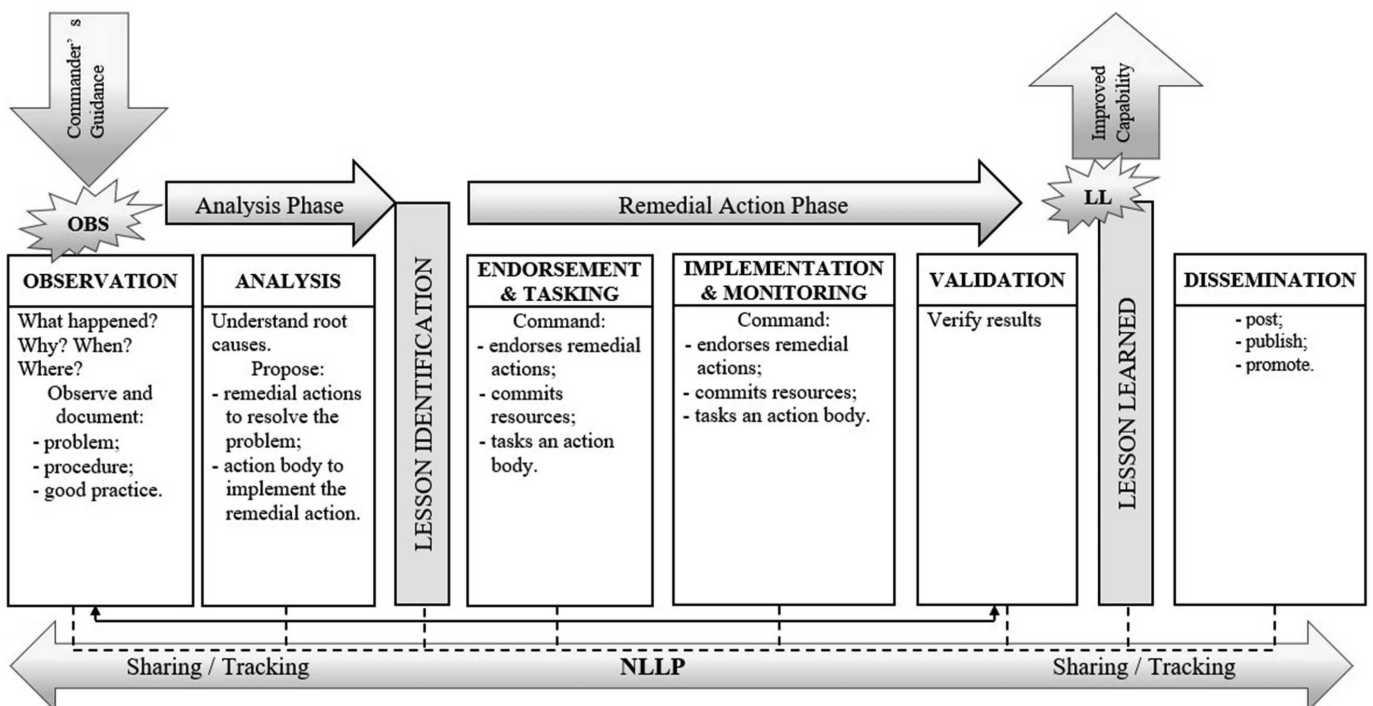 Commander' s
Guidance
Improved
Capability
OBS
Analysis Phase
Remedial Action Phase
LL
OBSERVATION
What happened?
Why? When?
Where?
Observe and
document:
- problem;
- procedure;
- good practice.
ANALYSIS
Understand root
causes.
Propose:
- remedial actions
to resolve the
problem;
- action body to
implement the
remedial action.
LESSON IDENTIFICATION
ENDORSEMENT
& TASKING
Command:
- endorses remedial
actions;
- commits
resources;
- tasks an action
body.
IMPLEMENTATION
& MONITORING
Command:
- endorses remedial
actions;
- commits resources;
- tasks an action body.
VALIDATION
Verify results
LESSON LEARNED
DISSEMINATION
- post;
- publish;
- promote.
Sharing / Tracking
NLLP
Sharing / Tracking